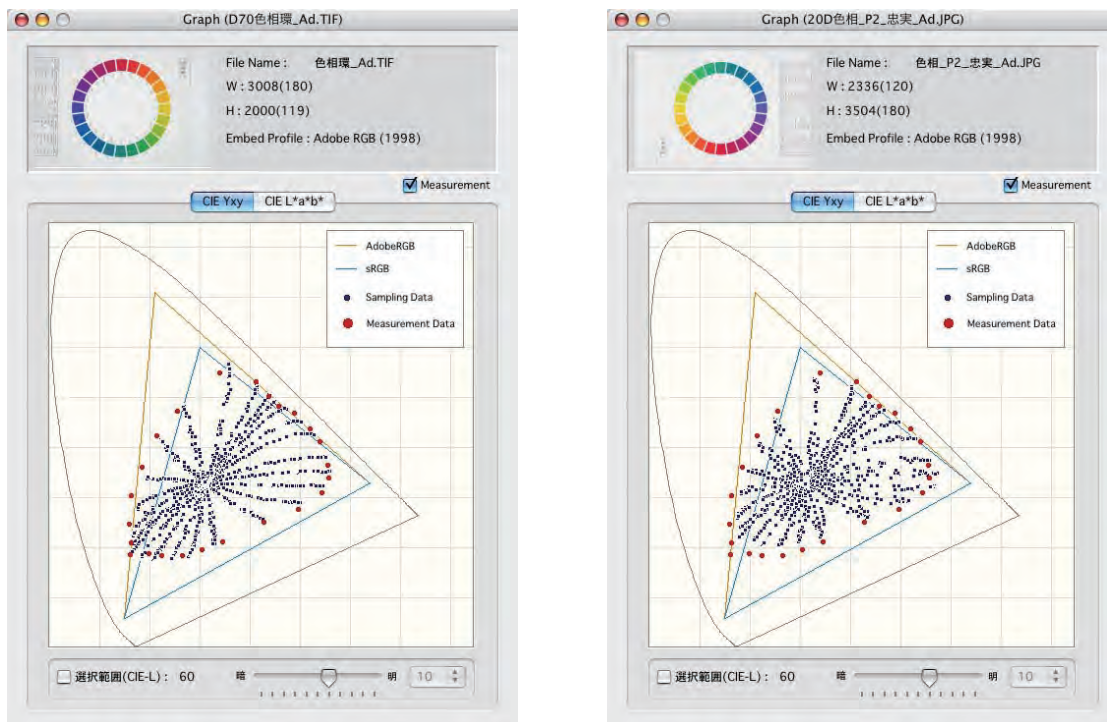 Graph (D70色相環_Ad.TIF)
File Name : 色相環_Ad.TIF
W : 3008(180)
H : 2000(119)
Embed Profile : Adobe RGB (1998)
Measurement
CIE Yxy CIE L*a*b*
AdobeRGB
sRGB
Sampling Data
Measurement Data
選択範囲(CIE-L) : 60 暗 明 10
Graph (20D色相_P2_忠実_Ad.JPG)
File Name : 色相_P2_忠実_Ad.JPG
W : 2336(120)
H : 3504(180)
Embed Profile : Adobe RGB (1998)
Measurement
CIE Yxy CIE L*a*b*
AdobeRGB
sRGB
Sampling Data
Measurement Data
選択範囲(CIE-L) : 60 暗 明 10